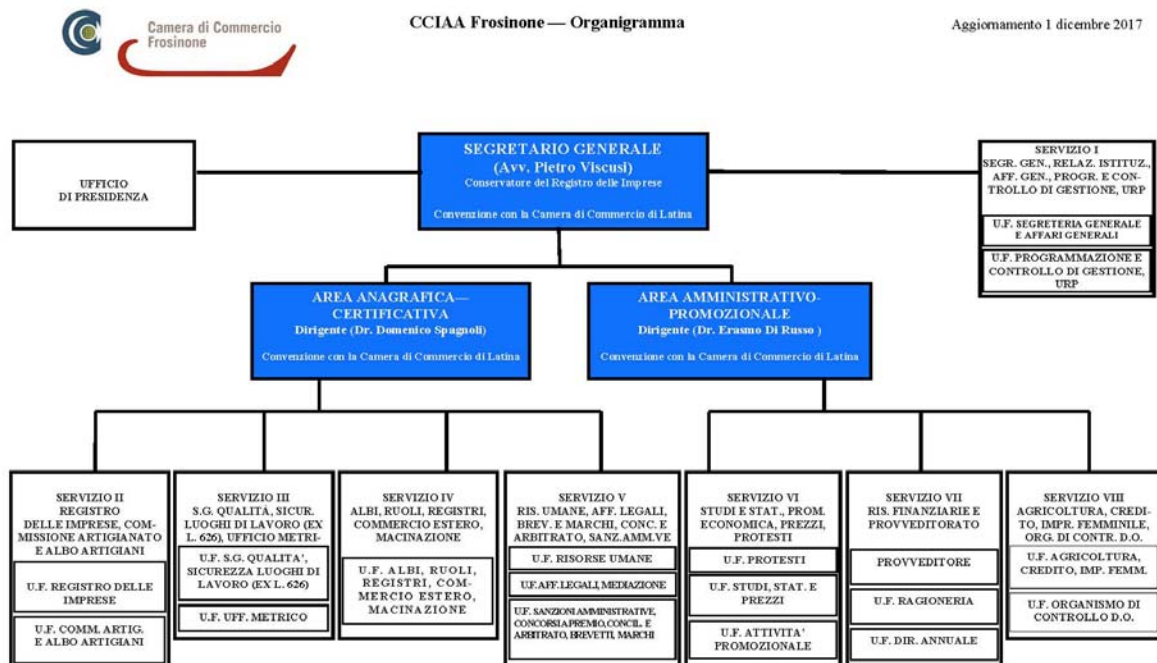 Camera di Commercio
Frosinone
CCIAA Frosinone — Organigramma
Aggiornamento 1 dicembre 2017
UFFICIO
DI PRESIDENZA
SEGRETARIO GENERALE
(Avv. Pietro Viscusi)
Conservatore del Registro delle Imprese
Convenzione con la Camera di Commercio di Latina
SERVIZIO I
SEGR. GEN., RELAZ. ISTITUZ.,
AFF. GEN., PROGR. E CON-
TROLLO DI GESTIONE, URP
U.F. SEGRETERIA GENERALE
E AFFARI GENERALI
U.F. PROGRAMMAZIONE E
CONTROLLO DI GESTIONE,
URP
AREA ANAGRAFICA—
CERTIFICATIVA
Dirigente (Dr. Domenico Spagnoli)
Convenzione con la Camera di Commercio di Latina
AREA AMMINISTRATIVO-
PROMOZIONALE
Dirigente (Dr. Erasmo Di Russo )
Convenzione con la Camera di Commercio di Latina
SERVIZIO II
REGISTRO
DELLE IMPRESE, COM-
MISSIONE ARTIGIANATO
E ALBO ARTIGIANI
U.F. REGISTRO DELLE
IMPRESE
U.F. COMM. ARTIG.
E ALBO ARTIGIANI
SERVIZIO III
S.G. QUALITÁ, SICUR.
LUOGHI DI LAVORO (EX
L. 626), UFFICIO METRI-
U.F. S.G. QUALITA',
SICUREZZA LUOGHI DI
LAVORO (EX L. 626)
U.F. UFF. METRICO
SERVIZIO IV
ALBI, RUOLI, REGISTRI,
COMMERCIO ESTERO,
MACINAZIONE
U.F. ALBI, RUOLI,
REGISTRI, COM-
MERCIO ESTERO,
MACINAZIONE
SERVIZIO V
RIS. UMANE, AFF. LEGALI,
BREV. E MARCHI, CONC. E
ARBITRATO, SANZ.AMM.VE
U.F. RISORSE UMANE
U.F. AFF. LEGALI, MEDIAZIONE
U.F. SANZIONI AMMINISTRATIVE,
CONCORSI A PREMIO, CONCIL. E
ARBITRATO, BREVETTI, MARCHI
SERVIZIO VI
STUDI E STAT., PROM.
ECONOMICA, PREZZI,
PROTESTI
U.F. PROTESTI
U.F. STUDI, STAT. E
PREZZI
U.F. ATTIVITA'
PROMOZIONALE
SERVIZIO VII
RIS. FINANZIARIE E
PROVVEDITORATO
PROVVEDITORE
U.F. RAGIONERIA
U.F. DIR. ANNUALE
SERVIZIO VIII
AGRICOLTURA, CREDI-
TO, IMPR. FEMMINILE,
ORG. DI CONTR. D.O.
U.F. AGRICOLTURA,
CREDITO, IMP. FEMM.
U.F. ORGANISMO DI
CONTROLLO D.O.